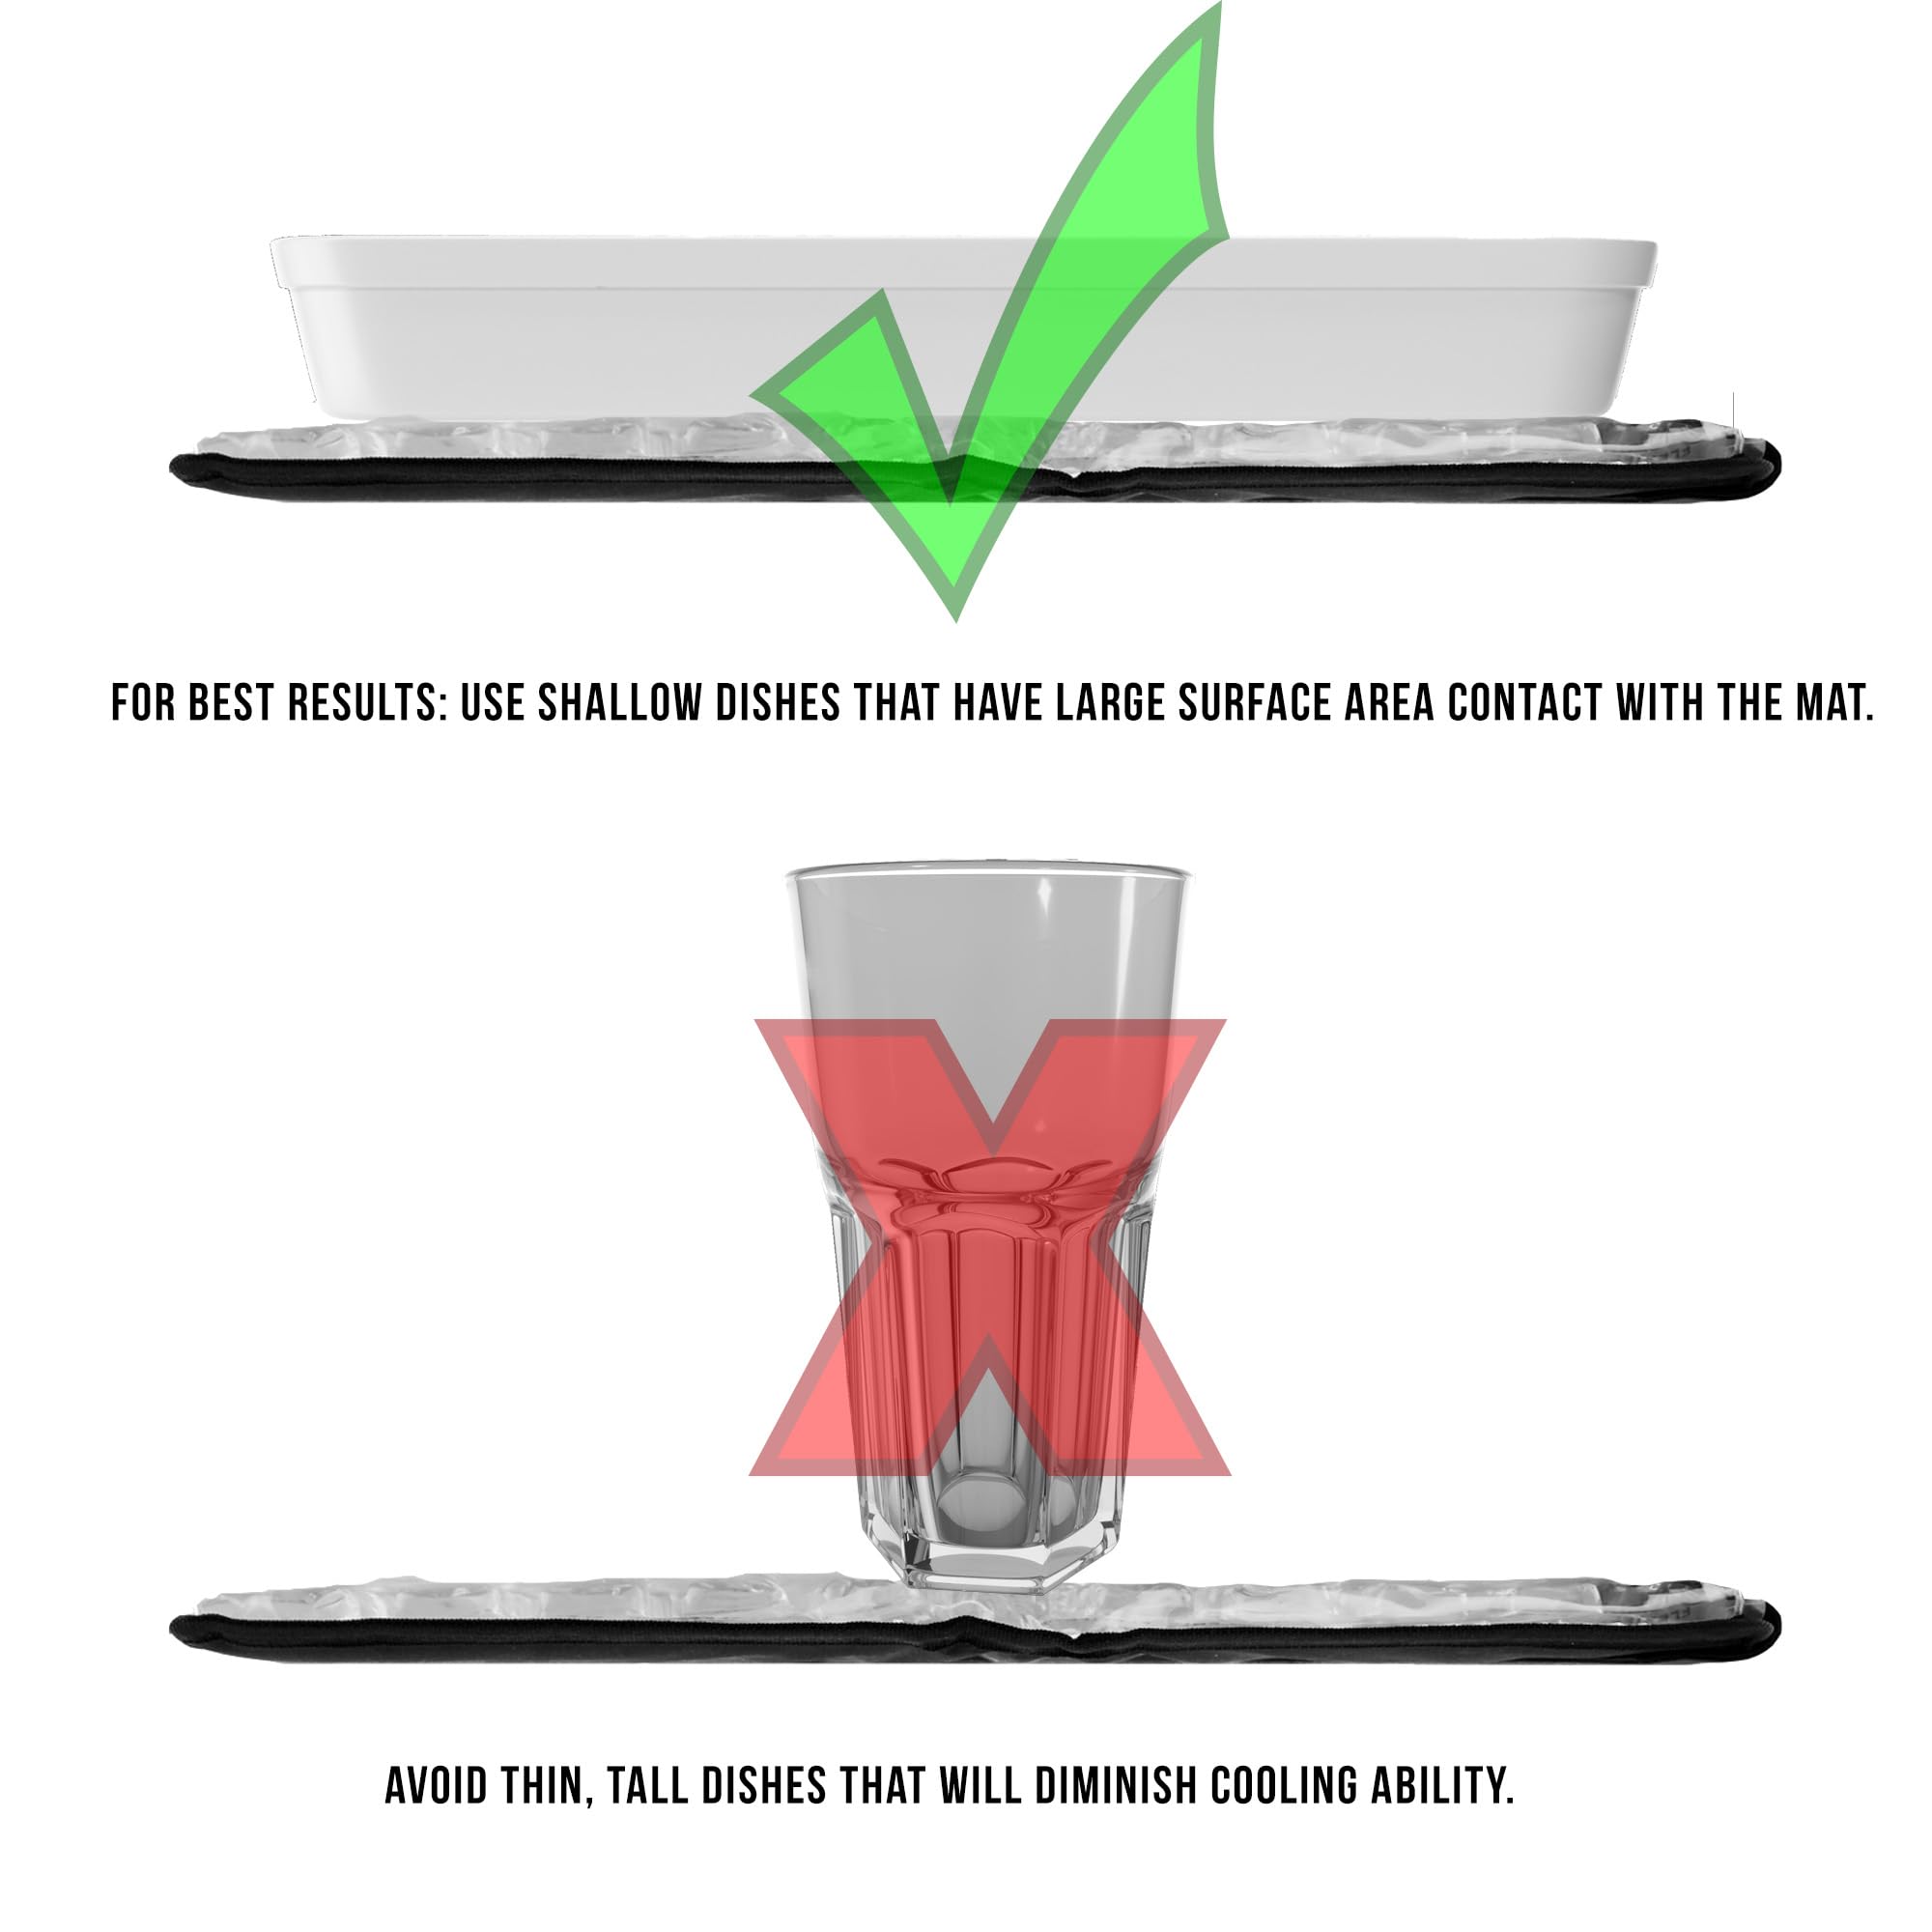 FOR BEST RESULTS: USE SHALLOW DISHES THAT HAVE LARGE SURFACE AREA CONTACT WITH THE MAT.
AVOID THIN, TALL DISHES THAT WILL DIMINISH COOLING ABILITY.